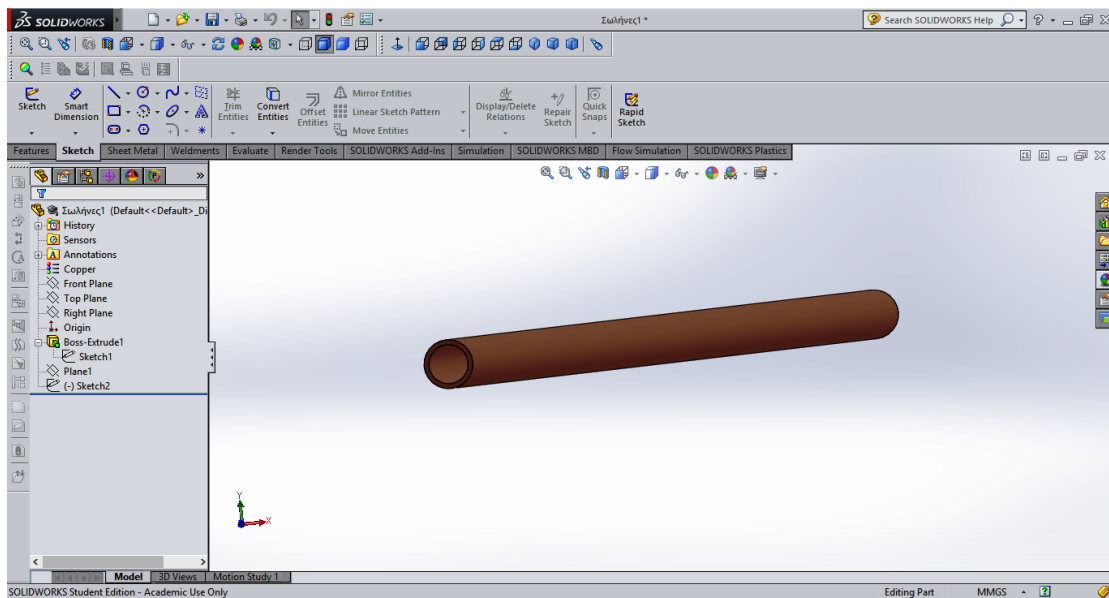 SOLIDWORKS
Σωλήνες1 *
Search SOLIDWORKS Help
Sketch
Smart Dimension
Trim Entities
Convert Entities
Offset Entities
Mirror Entities
Linear Sketch Pattern
Move Entities
Display/Delete Relations
Repair Sketch
Quick Snaps
Rapid Sketch
Features Sketch Sheet Metal Weldments Evaluate Render Tools SOLIDWORKS Add-Ins Simulation SOLIDWORKS MBD Flow Simulation SOLIDWORKS Plastics
Σωλήνες1 (Default<<Default>_Di
History
Sensors
Annotations
Copper
Front Plane
Top Plane
Right Plane
Origin
Boss-Extrude1
Sketch1
Plane1
(-) Sketch2
Y
X
Model 3D Views Motion Study 1
SOLIDWORKS Student Edition - Academic Use Only
Editing Part MMGS